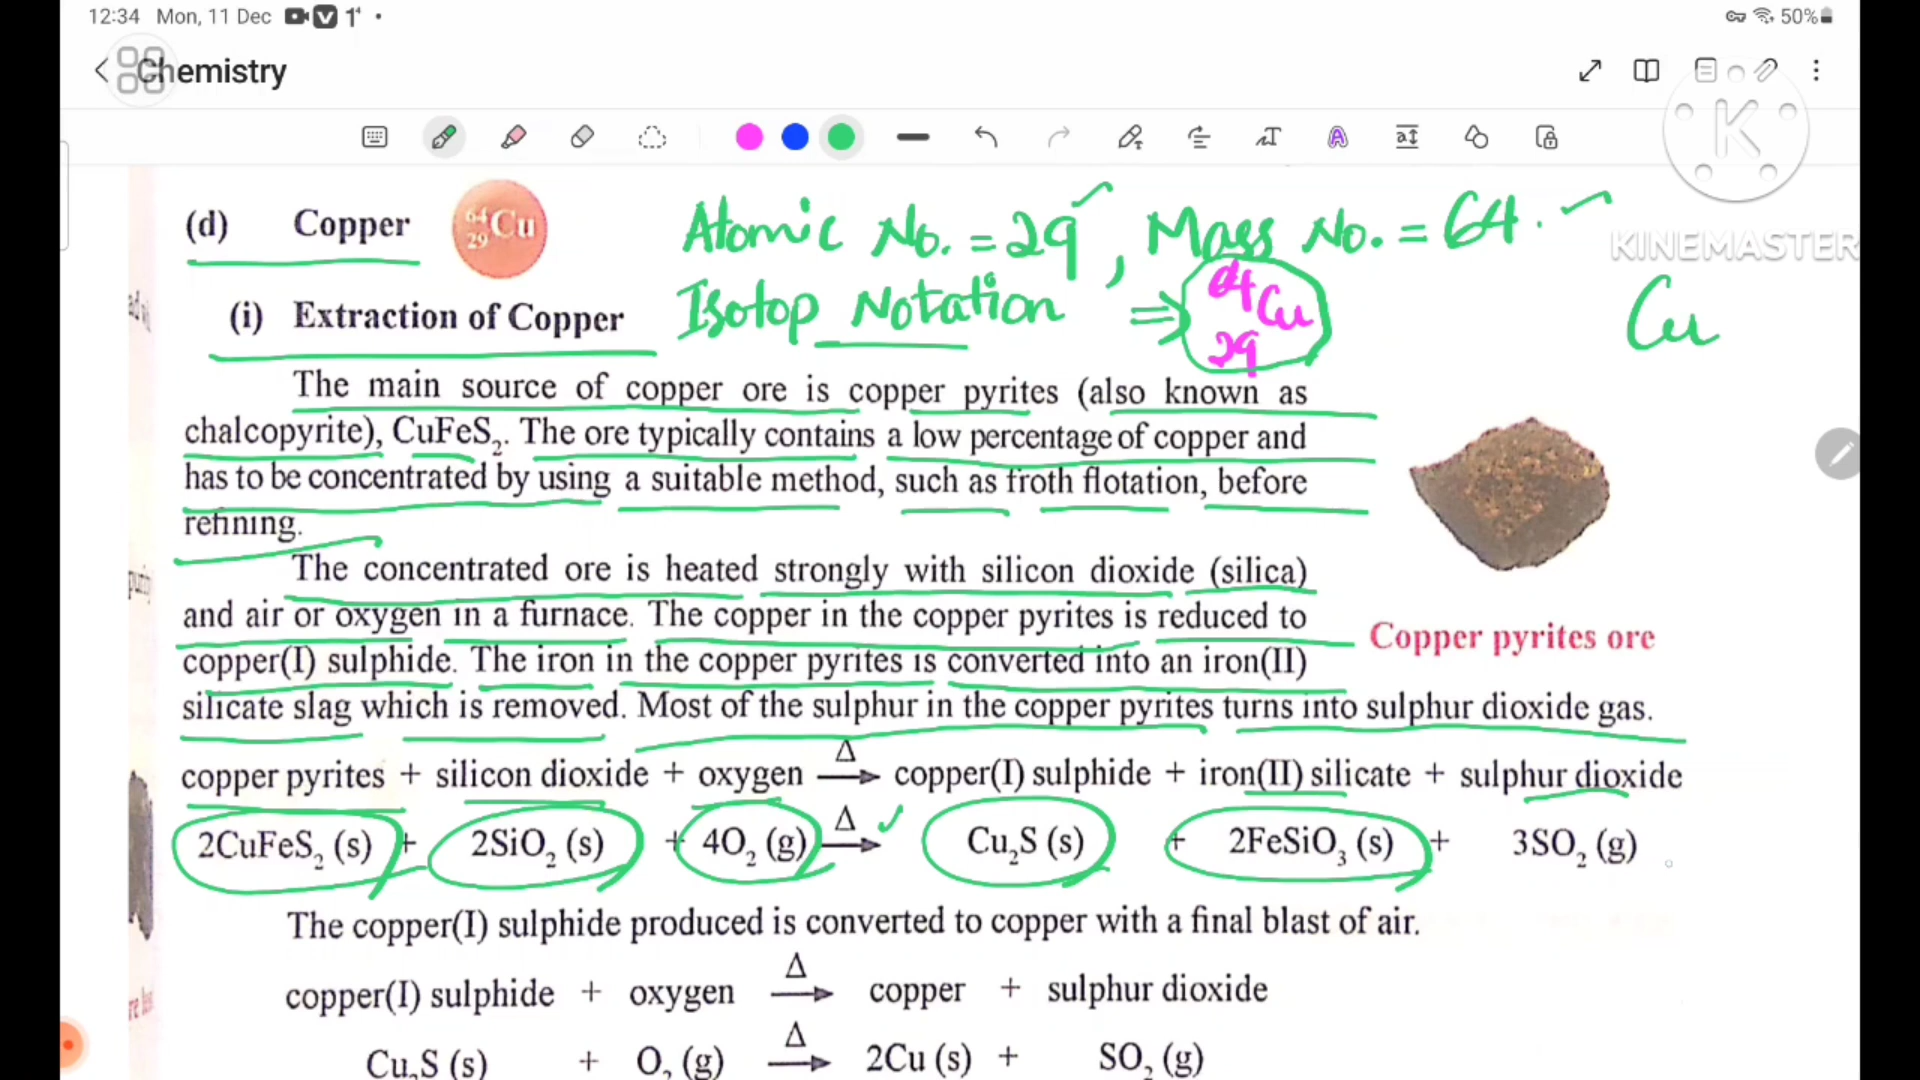 12:34 Mon, 11 Dec 50%
Chemistry
KINEMASTER
(d) Copper 64 29 Cu Atomic No. = 29, Mass No. = 64.
Isotop Notation ⇒ 64 29 Cu Cu
(i) Extraction of Copper
The main source of copper ore is copper pyrites (also known as
chalcopyrite), CuFeS₂. The ore typically contains a low percentage of copper and
has to be concentrated by using a suitable method, such as froth flotation, before
refining.
The concentrated ore is heated strongly with silicon dioxide (silica)
and air or oxygen in a furnace. The copper in the copper pyrites is reduced to
Copper pyrites ore
copper(I) sulphide. The iron in the copper pyrites is converted into an iron(II)
silicate slag which is removed. Most of the sulphur in the copper pyrites turns into sulphur dioxide gas.
copper pyrites + silicon dioxide + oxygen Δ → copper(I) sulphide + iron(II) silicate + sulphur dioxide
2CuFeS₂ (s) + 2SiO₂ (s) + 4O₂ (g) Δ → Cu₂S (s) + 2FeSiO₃ (s) + 3SO₂ (g)
The copper(I) sulphide produced is converted to copper with a final blast of air.
copper(I) sulphide + oxygen Δ → copper + sulphur dioxide
Cu₂S (s) + O₂ (g) Δ → 2Cu (s) + SO₂ (g)